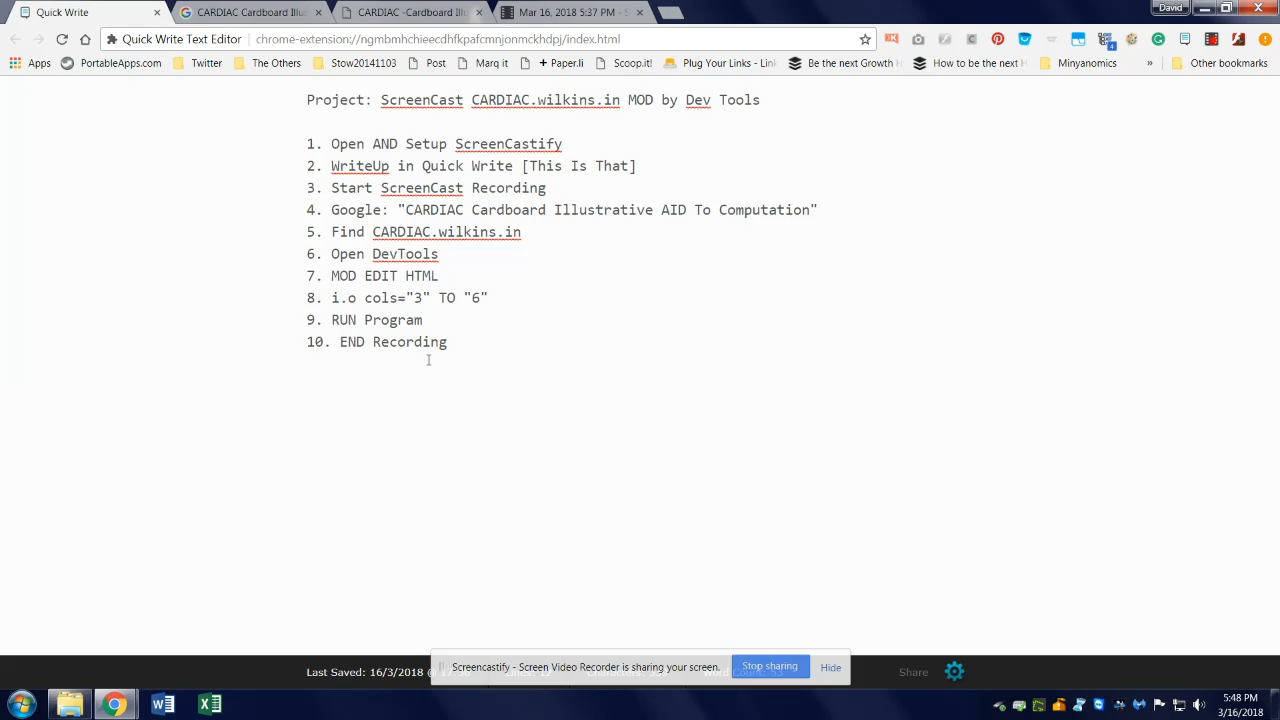 Quick Write
CARDIAC Cardboard Illus
CARDIAC -Cardboard Illu
Mar 16, 2018 5:37 PM - S
David
Quick Write Text Editor
chrome-extension://ngmbmhchieecdhfkpafcmnjonmckhdpj/index.html
Apps
PortableApps.com
Twitter
The Others
Stow20141103
Post
Marq it
+ Paper.li
Scoop.it!
Plug Your Links - Link
Be the next Growth H
How to be the next H
Minyanomics
»
Other bookmarks
Project: ScreenCast CARDIAC.wilkins.in MOD by Dev Tools
1. Open AND Setup ScreenCastify
2. WriteUp in Quick Write [This Is That]
3. Start ScreenCast Recording
4. Google: "CARDIAC Cardboard Illustrative AID To Computation"
5. Find CARDIAC.wilkins.in
6. Open DevTools
7. MOD EDIT HTML
8. i.o cols="3" TO "6"
9. RUN Program
10. END Recording
Screencastify - Screen Video Recorder is sharing your screen.
Stop sharing
Hide
Last Saved: 16/3/2018 @
Share
5:48 PM
3/16/2018